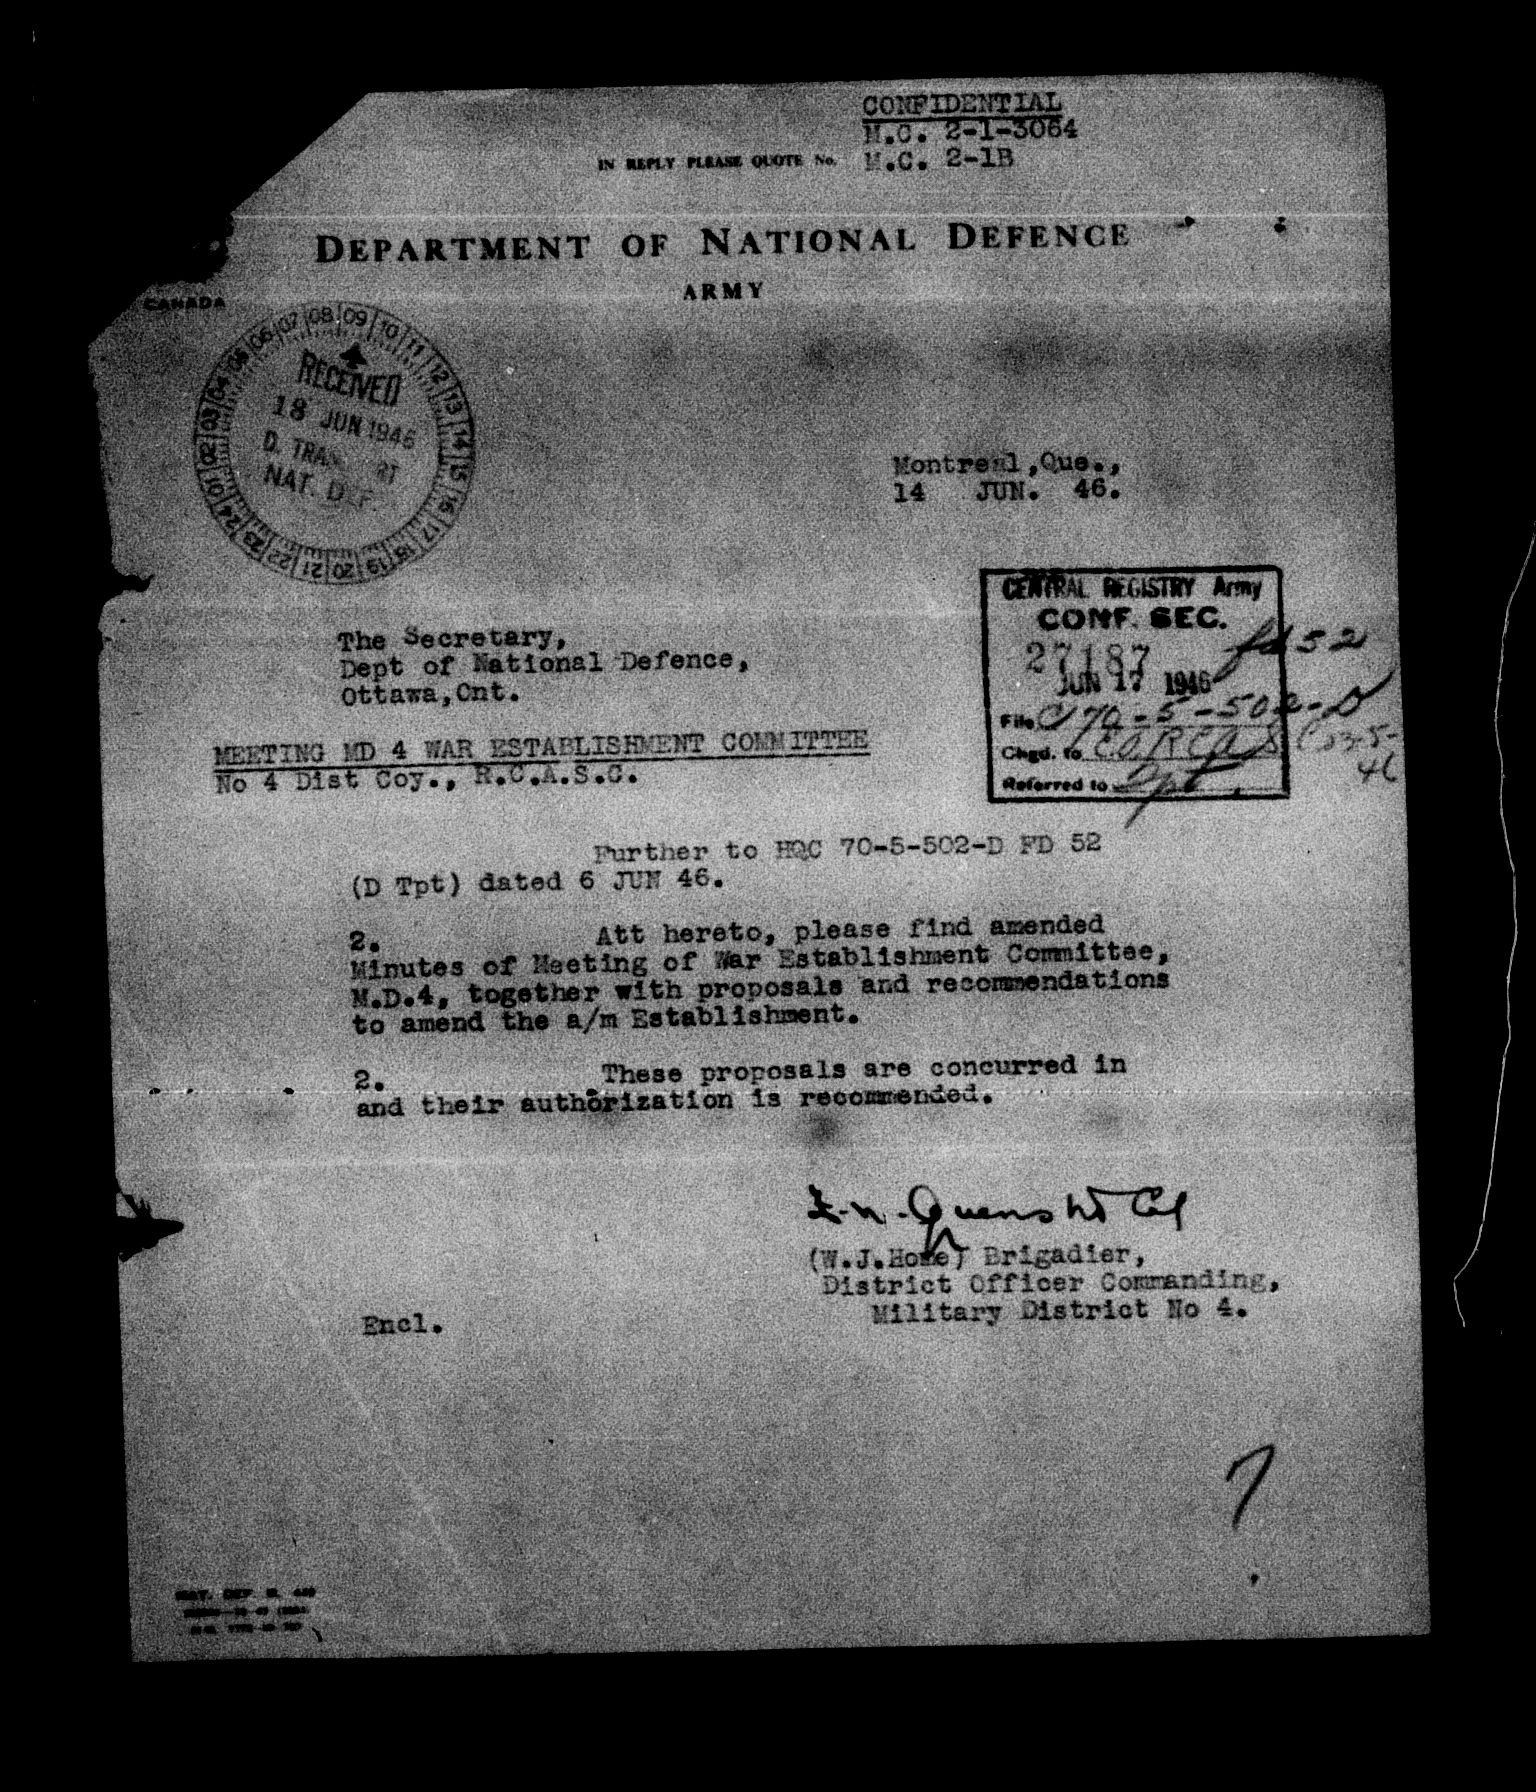 CONFIDENTIAL
M.C. 2-1-3064
IN REPLY PLEASE QUOTE No. M.C. 2-1B
DEPARTMENT OF NATIONAL DEFENCE
ARMY
CANADA
RECEIVED
18 JUN 1946
NAT. DEF.
Montreal,Que.,
14 JUN. 46.
CENTRAL REGISTRY Army
CONF. SEC.
27187 fd 52
JUN 17 1946
File C 70-5-502-D
Chgd. to
Referred to Dpt
The Secretary,
Dept of National Defence,
Ottawa,Ont.
MEETING MD 4 WAR ESTABLISHMENT COMMITTEE
No 4 Dist Coy., R.C.A.S.C.
Further to HQC 70-5-502-D FD 52
(D Tpt) dated 6 JUN 46.
2. Att hereto, please find amended
Minutes of Meeting of War Establishment Committee,
M.D.4, together with proposals and recommendations
to amend the a/m Establishment.
2. These proposals are concurred in
and their authorization is recommended.
(W.J.Home) Brigadier,
District Officer Commanding,
Military District No 4.
Encl.